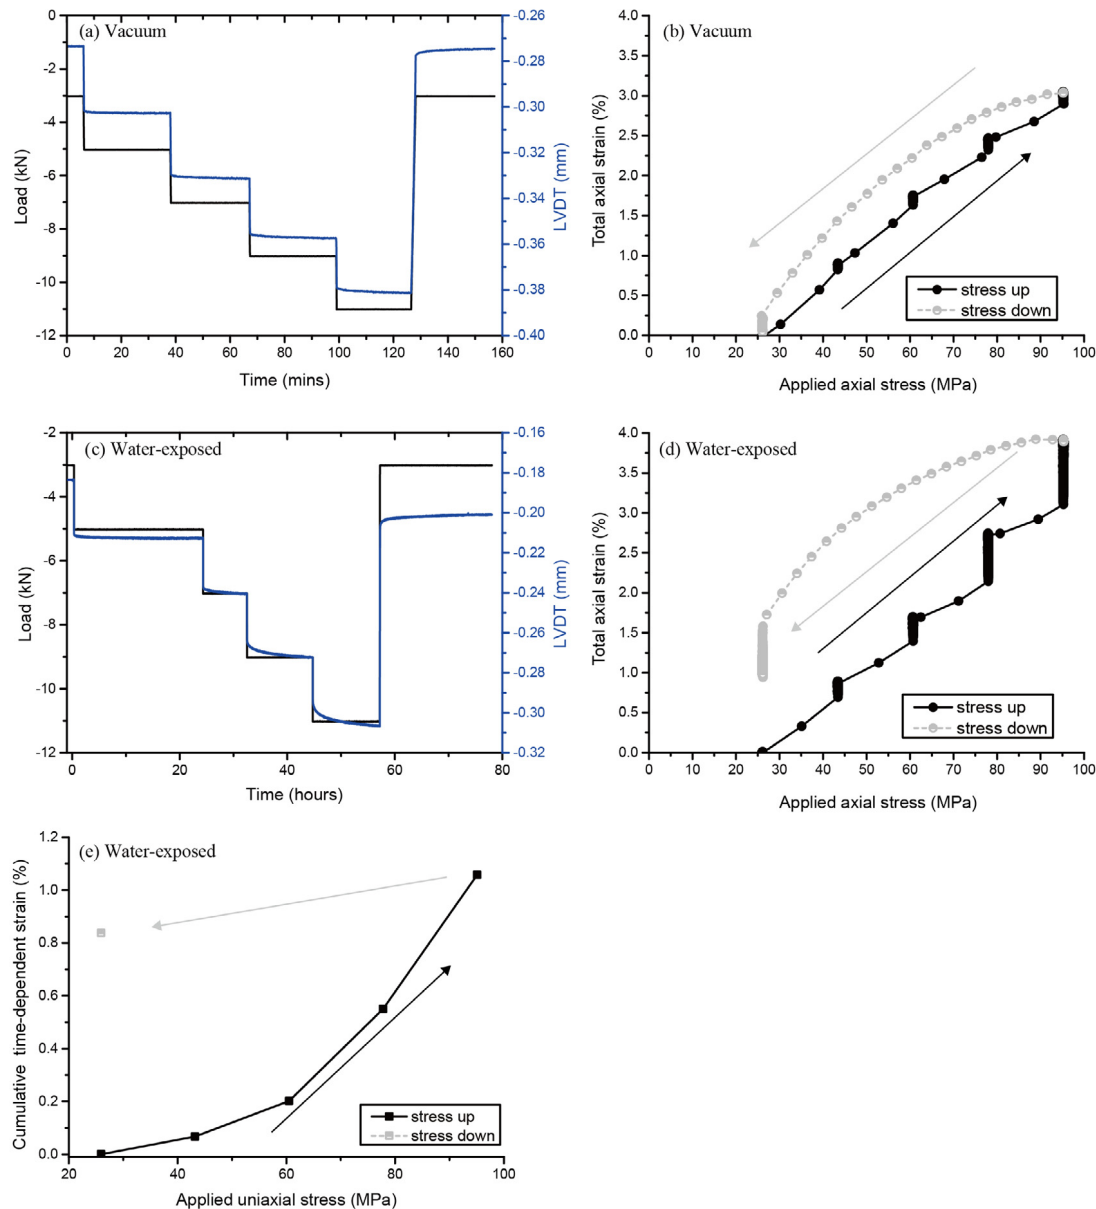 (a) Vacuum
Load (kN)
0
-2
-4
-6
-8
-10
-12
0 20 40 60 80 100 120 140 160
Time (mins)
-0.26
-0.28
-0.30
-0.32
-0.34
-0.36
-0.38
-0.40
LVDT (mm)
(b) Vacuum
Total axial strain (%)
4.0
3.5
3.0
2.5
2.0
1.5
1.0
0.5
0.0
stress up
stress down
0 10 20 30 40 50 60 70 80 90 100
Applied axial stress (MPa)
(c) Water-exposed
Load (kN)
-2
-4
-6
-8
-10
-12
0 20 40 60 80
Time (hours)
-0.16
-0.18
-0.20
-0.22
-0.24
-0.26
-0.28
-0.30
-0.32
LVDT (mm)
(d) Water-exposed
Total axial strain (%)
4.0
3.5
3.0
2.5
2.0
1.5
1.0
0.5
0.0
stress up
stress down
0 10 20 30 40 50 60 70 80 90 100
Applied axial stress (MPa)
(e) Water-exposed
Cumulative time-dependent strain (%)
1.2
1.0
0.8
0.6
0.4
0.2
0.0
stress up
stress down
20 40 60 80 100
Applied uniaxial stress (MPa)